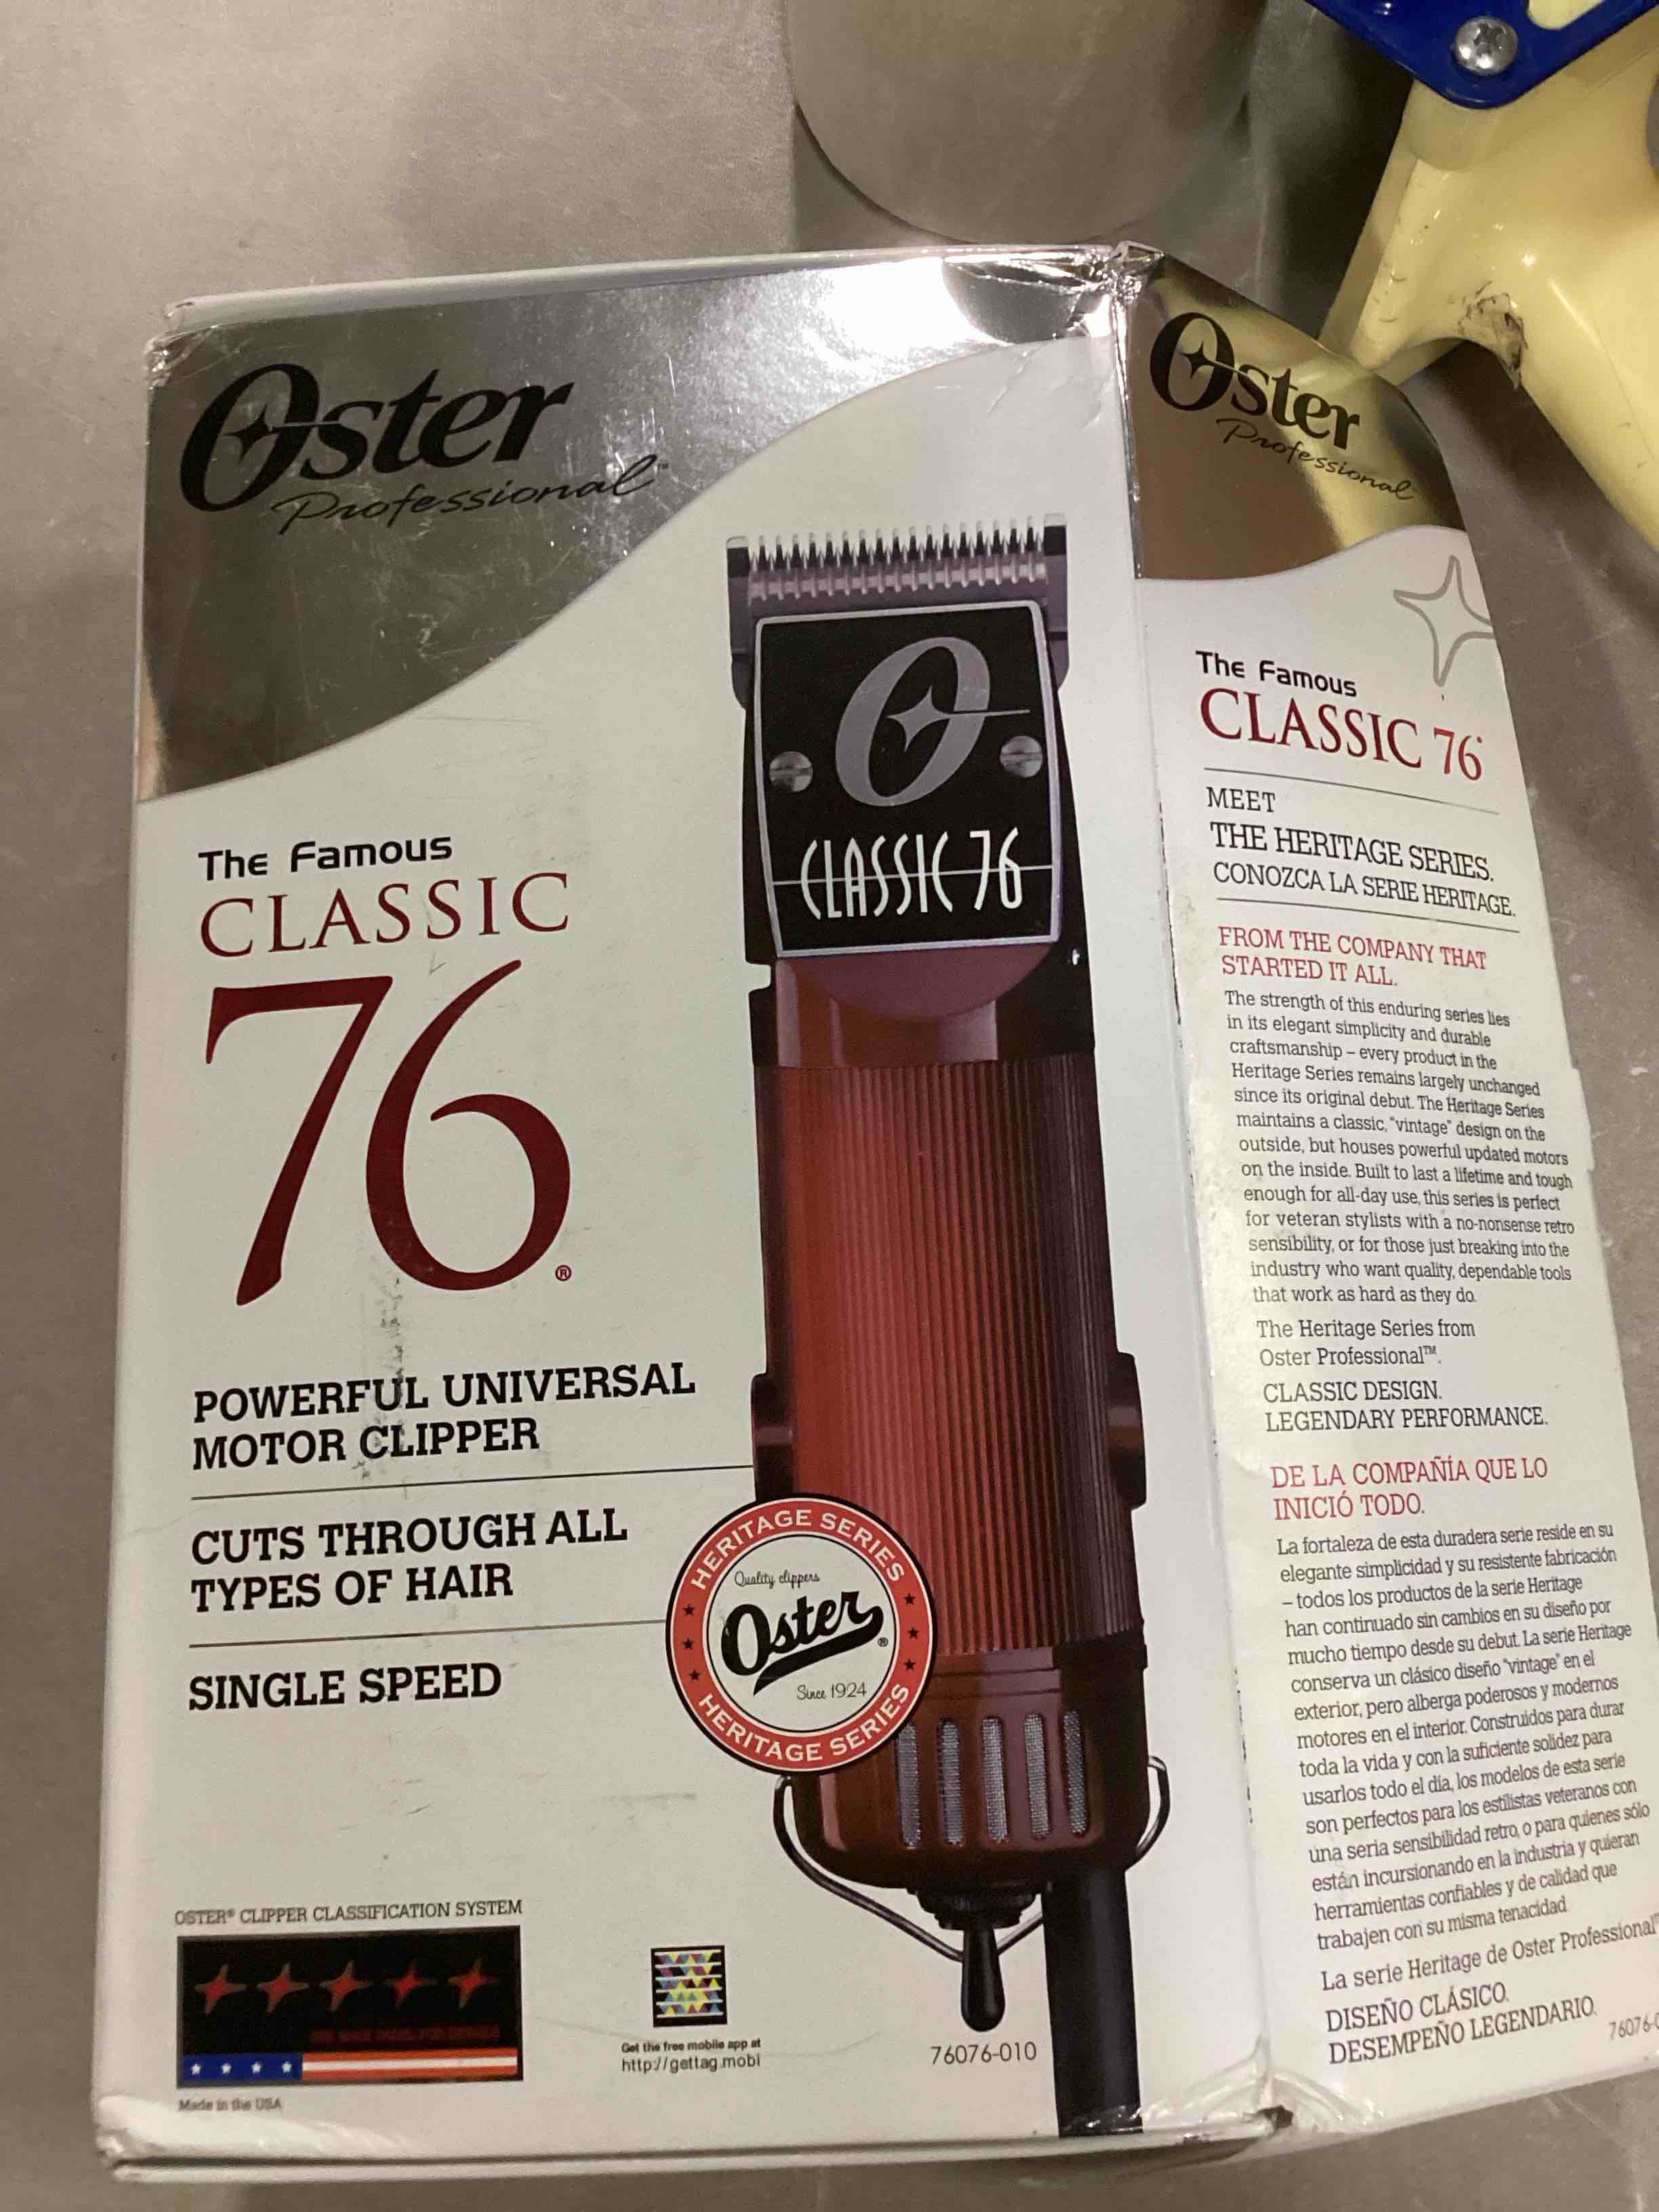 Oster
Professional™
The Famous
CLASSIC
76®
POWERFUL UNIVERSAL
MOTOR CLIPPER
CUTS THROUGH ALL
TYPES OF HAIR
SINGLE SPEED
O
CLASSIC 76
HERITAGE SERIES
Quality clippers
Oster®
Since 1924
HERITAGE SERIES
OSTER® CLIPPER CLASSIFICATION SYSTEM
Made in the USA
Get the free mobile app at
http://gettag.mobi
76076-010
Oster
Professional
The Famous
CLASSIC 76®
MEET
THE HERITAGE SERIES.
CONOZCA LA SERIE HERITAGE.
FROM THE COMPANY THAT
STARTED IT ALL.
The strength of this enduring series lies
in its elegant simplicity and durable
craftsmanship – every product in the
Heritage Series remains largely unchanged
since its original debut. The Heritage Series
maintains a classic, "vintage" design on the
outside, but houses powerful updated motors
on the inside. Built to last a lifetime and tough
enough for all-day use, this series is perfect
for veteran stylists with a no-nonsense retro
sensibility, or for those just breaking into the
industry who want quality, dependable tools
that work as hard as they do.
The Heritage Series from
Oster Professional™.
CLASSIC DESIGN.
LEGENDARY PERFORMANCE.
DE LA COMPAÑÍA QUE LO
INICIÓ TODO.
La fortaleza de esta duradera serie reside en su
elegante simplicidad y su resistente fabricación
– todos los productos de la serie Heritage
han continuado sin cambios en su diseño por
mucho tiempo desde su debut. La serie Heritage
conserva un clásico diseño "vintage" en el
exterior, pero alberga poderosos y modernos
motores en el interior. Construidos para durar
toda la vida y con la suficiente solidez para
usarlos todo el día, los modelos de esta serie
son perfectos para los estilistas veteranos con
una seria sensibilidad retro, o para quienes sólo
están incursionando en la industria y quieran
herramientas confiables y de calidad que
trabajen con su misma tenacidad.
La serie Heritage de Oster Professional™
DISEÑO CLÁSICO.
DESEMPEÑO LEGENDARIO.
76076-0